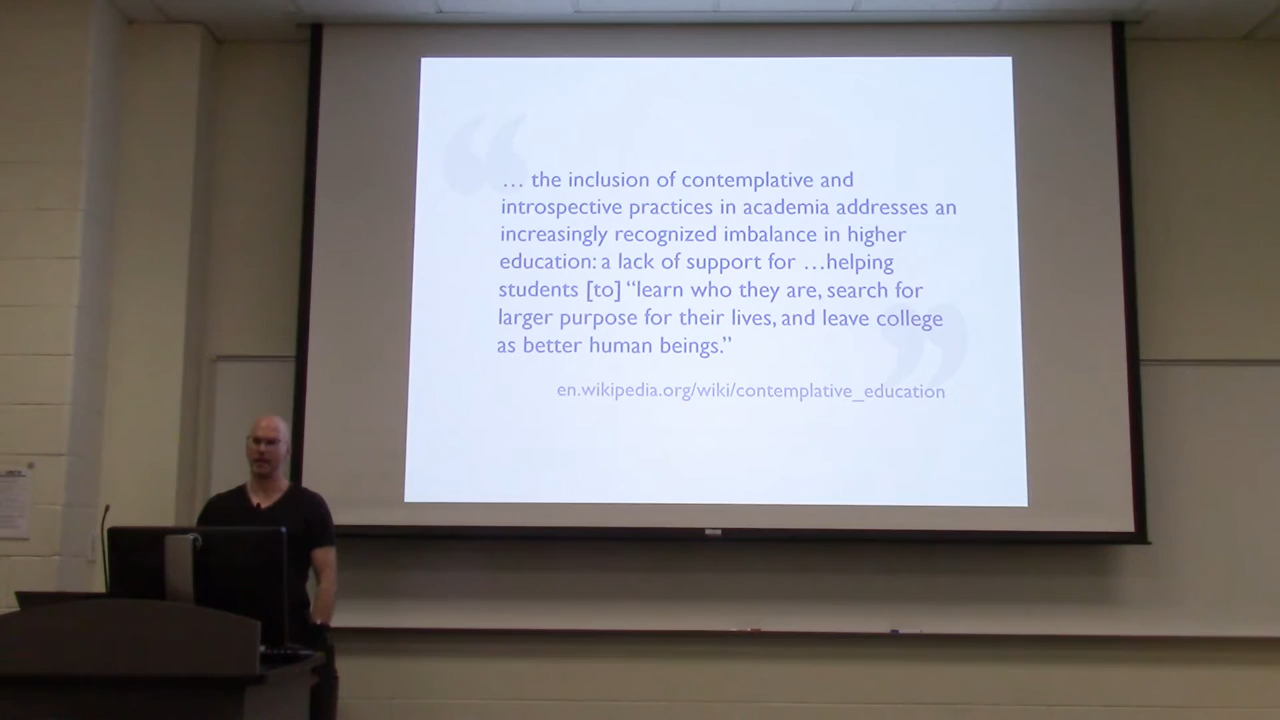 … the inclusion of contemplative and
introspective practices in academia addresses an
increasingly recognized imbalance in higher
education: a lack of support for …helping
students [to] “learn who they are, search for
larger purpose for their lives, and leave college
as better human beings.”
en.wikipedia.org/wiki/contemplative_education